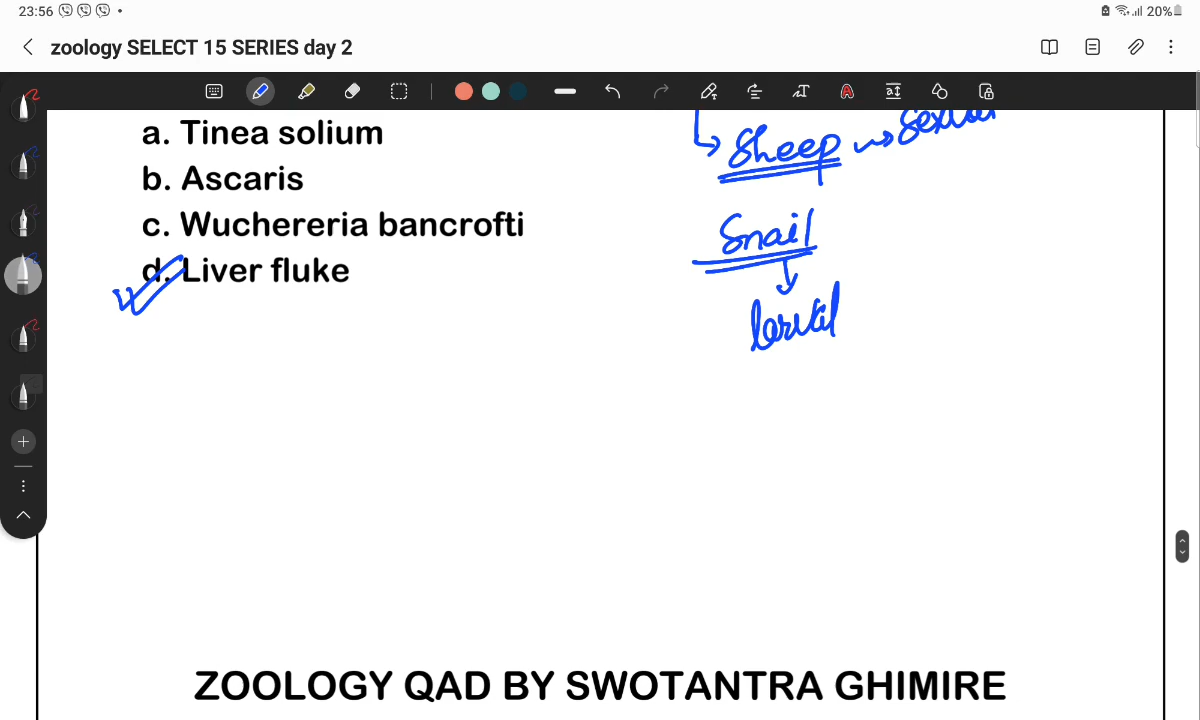 23:56 20%
zoology SELECT 15 SERIES day 2
a. Tinea solium
sheep → sexual
b. Ascaris
c. Wuchereria bancrofti
Snail
d. Liver fluke
larval
ZOOLOGY QAD BY SWOTANTRA GHIMIRE